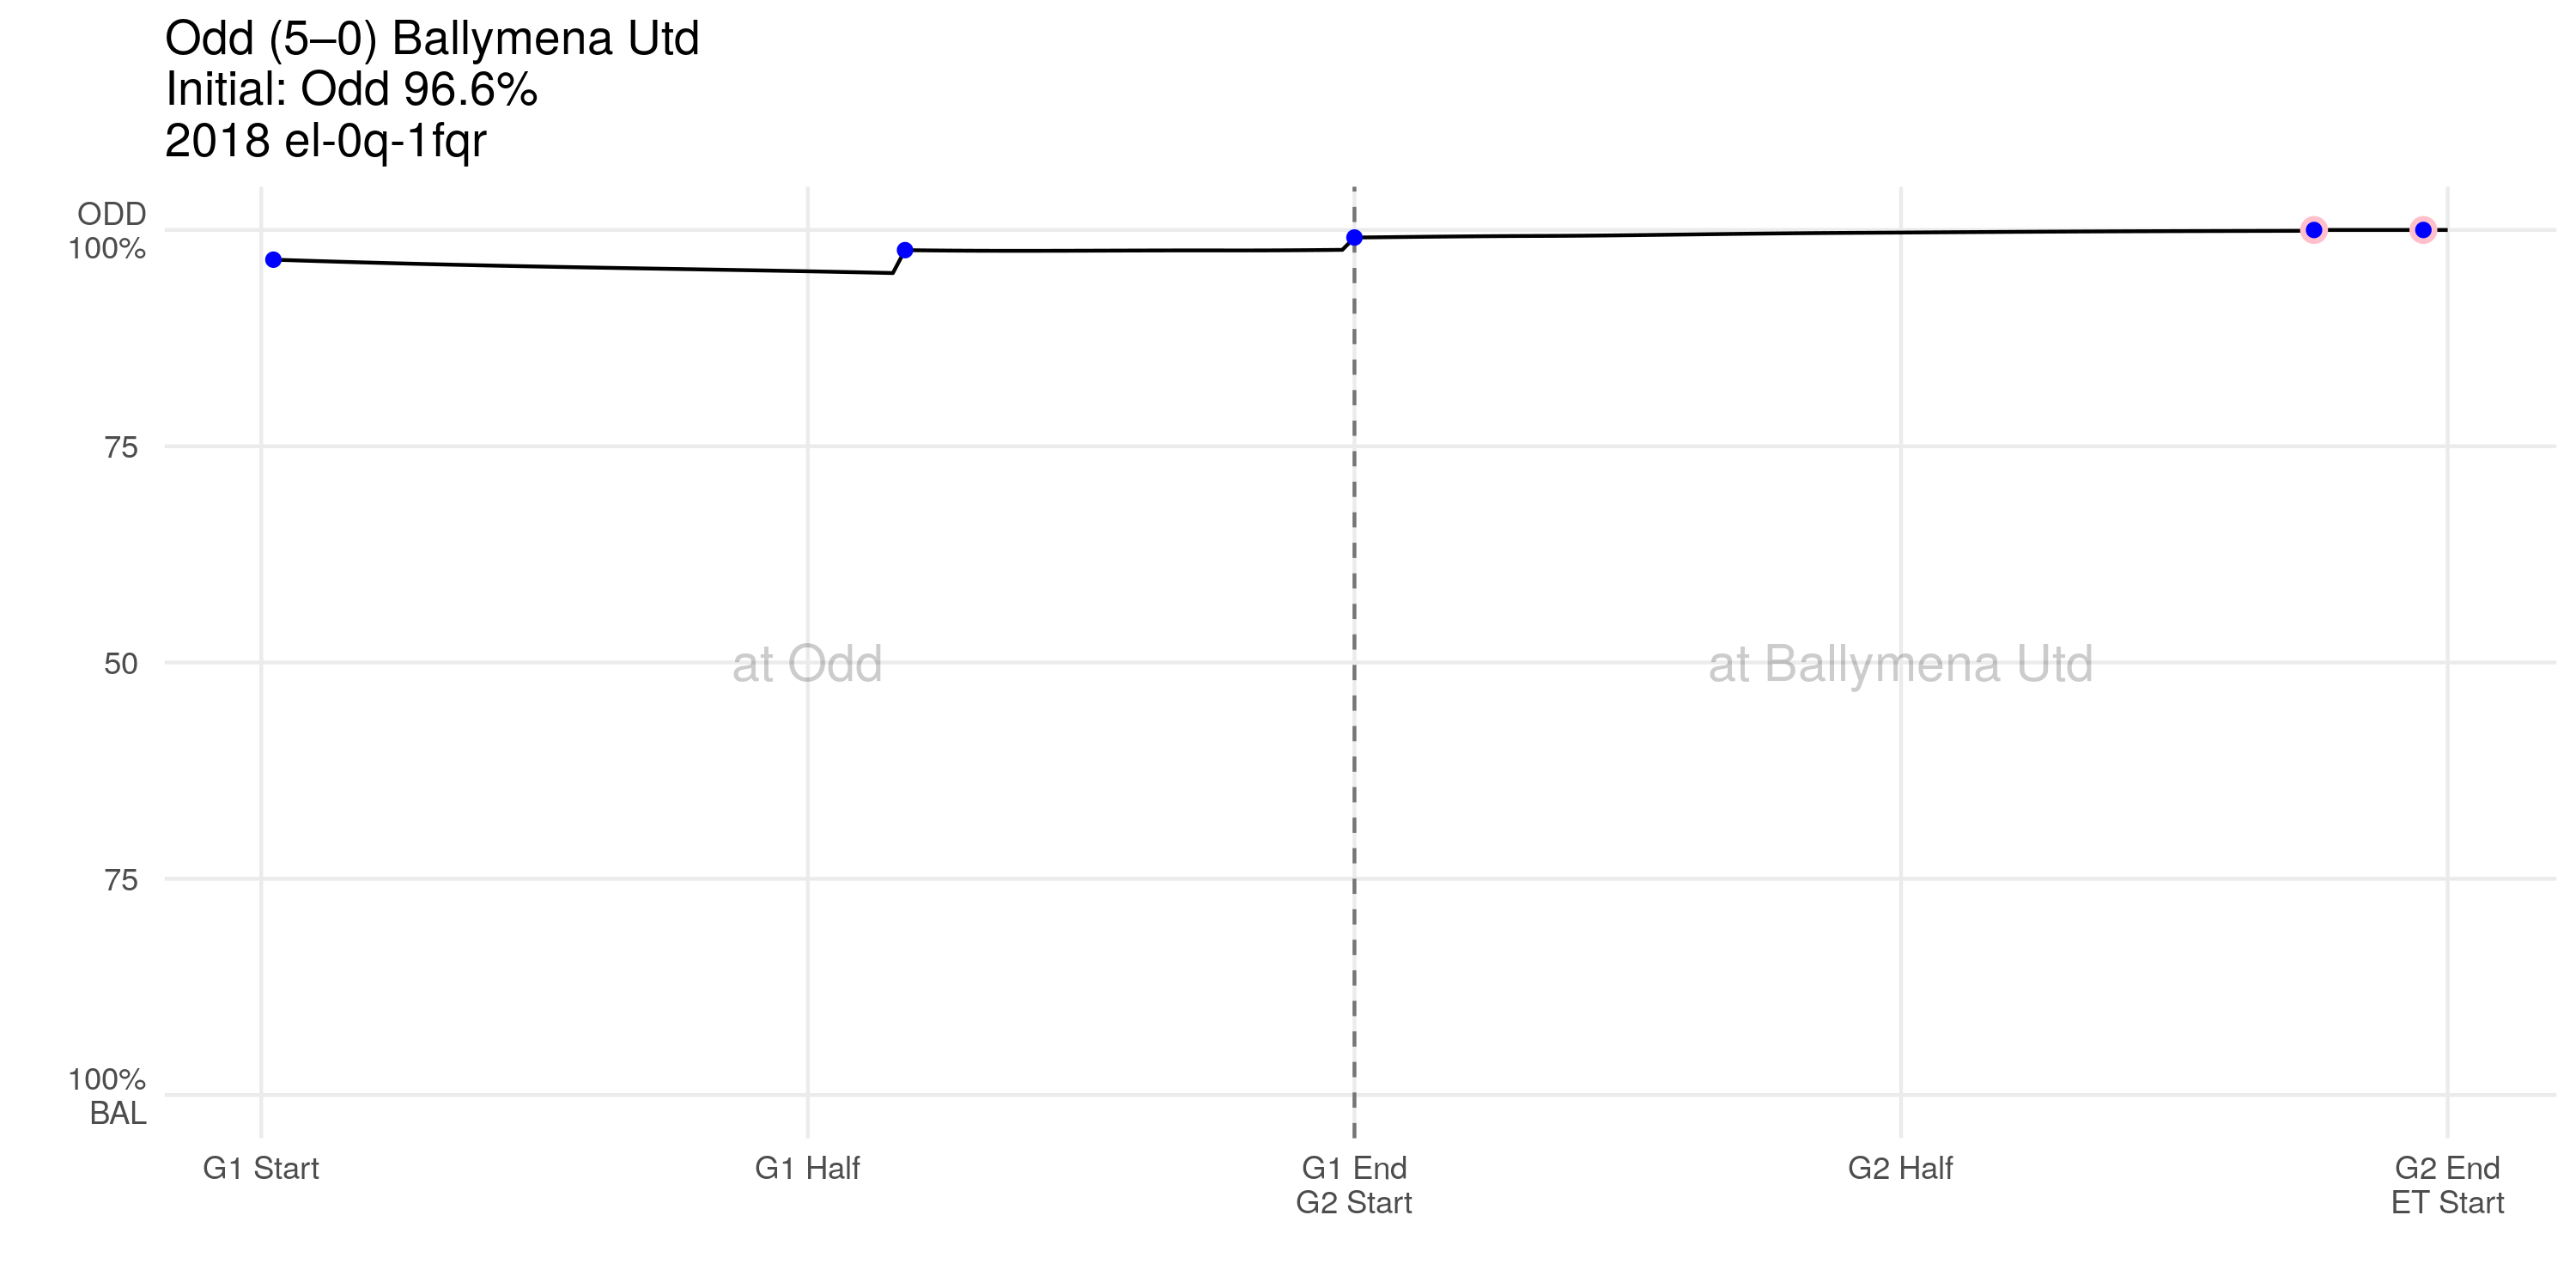 Odd (5–0) Ballymena Utd
Initial: Odd 96.6%
2018 el-0q-1fqr
ODD
100%
75
50
75
100%
BAL
at Odd
at Ballymena Utd
G1 Start
G1 Half
G1 End
G2 Start
G2 Half
G2 End
ET Start